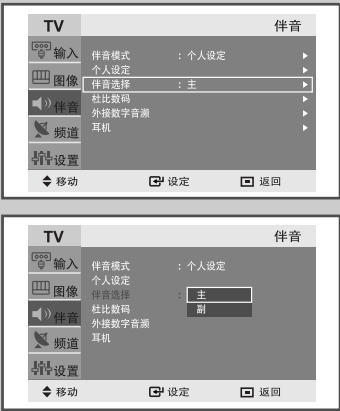 TV 伴音
输入
图像
伴音
频道
设置
伴音模式 : 个人设定
个人设定
伴音选择 : 主
杜比数码
外接数字音源
耳机
移动 设定 返回
TV 伴音
输入
图像
伴音
频道
设置
伴音模式 : 个人设定
个人设定
伴音选择 : 主
副
杜比数码
外接数字音源
耳机
移动 设定 返回